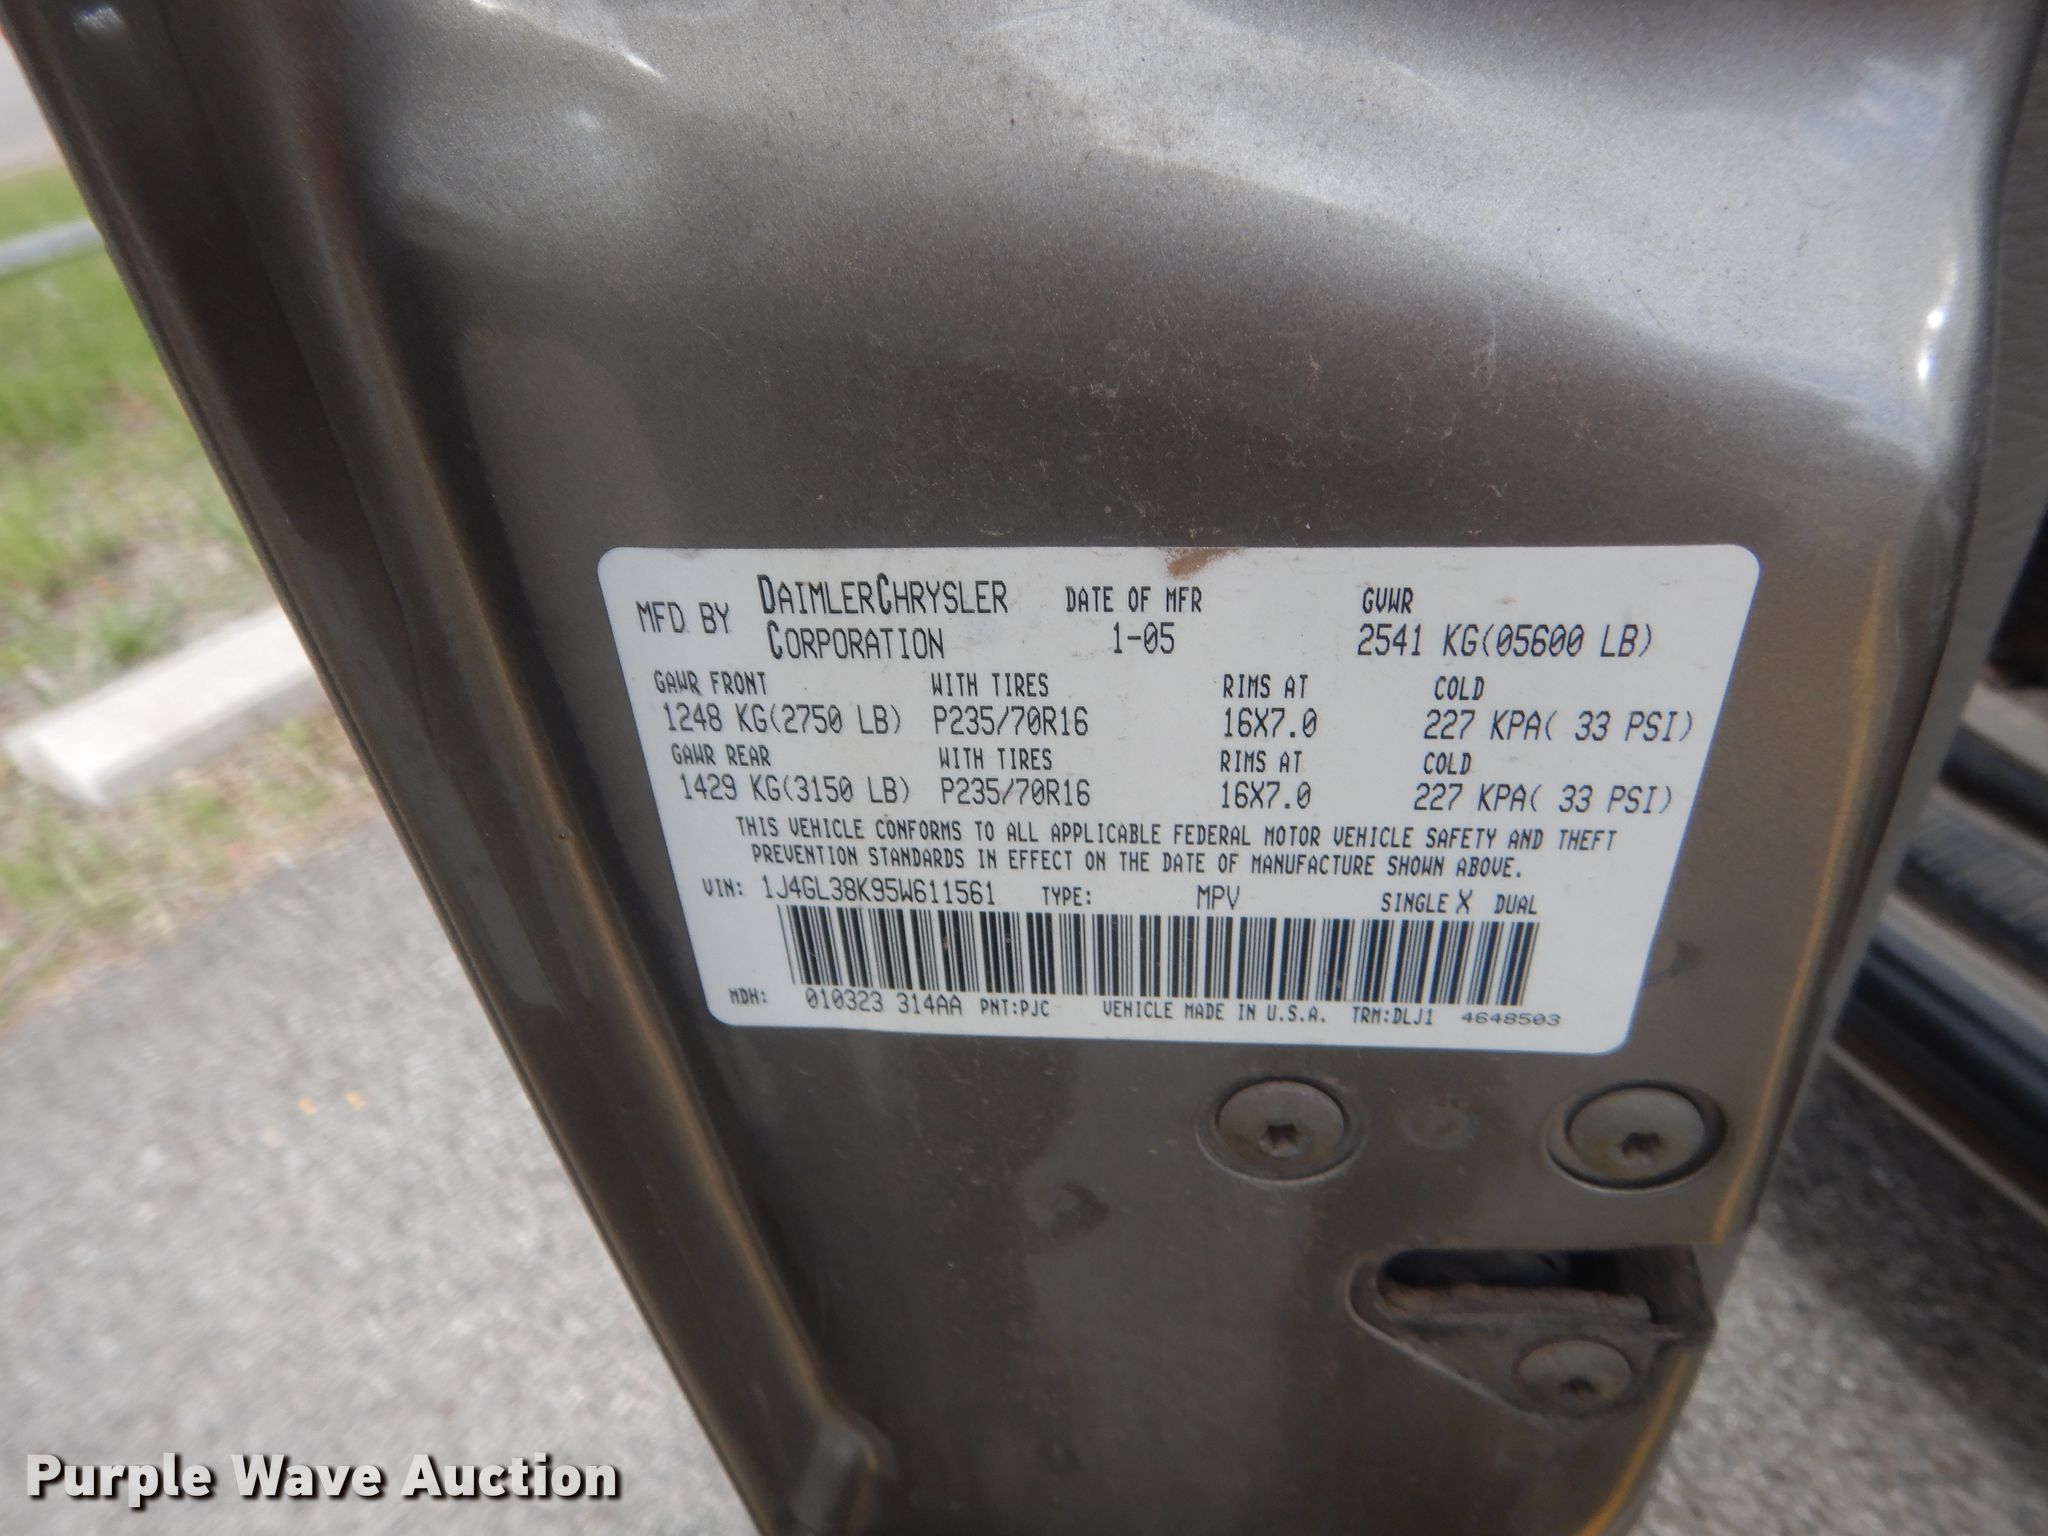 MFD BY DAIMLERCHRYSLER CORPORATION DATE OF MFR 1-05 GVWR 2541 KG(05600 LB)
GAWR FRONT WITH TIRES RIMS AT COLD
1248 KG(2750 LB) P235/70R16 16X7.0 227 KPA( 33 PSI)
GAWR REAR WITH TIRES RIMS AT COLD
1429 KG(3150 LB) P235/70R16 16X7.0 227 KPA( 33 PSI)
THIS VEHICLE CONFORMS TO ALL APPLICABLE FEDERAL MOTOR VEHICLE SAFETY AND THEFT
PREVENTION STANDARDS IN EFFECT ON THE DATE OF MANUFACTURE SHOWN ABOVE.
VIN: 1J4GL38K95W611561 TYPE: MPV SINGLE X DUAL
MDH: 010323 314AA PNT:PJC VEHICLE MADE IN U.S.A. TRM:DLJ1 4648503
Purple Wave Auction